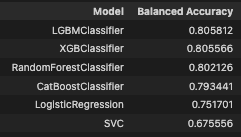 Model Balanced Accuracy
LGBMClassifier 0.805812
XGBClassifier 0.805566
RandomForestClassifier 0.802126
CatBoostClassifier 0.793441
LogisticRegression 0.751701
SVC 0.675556